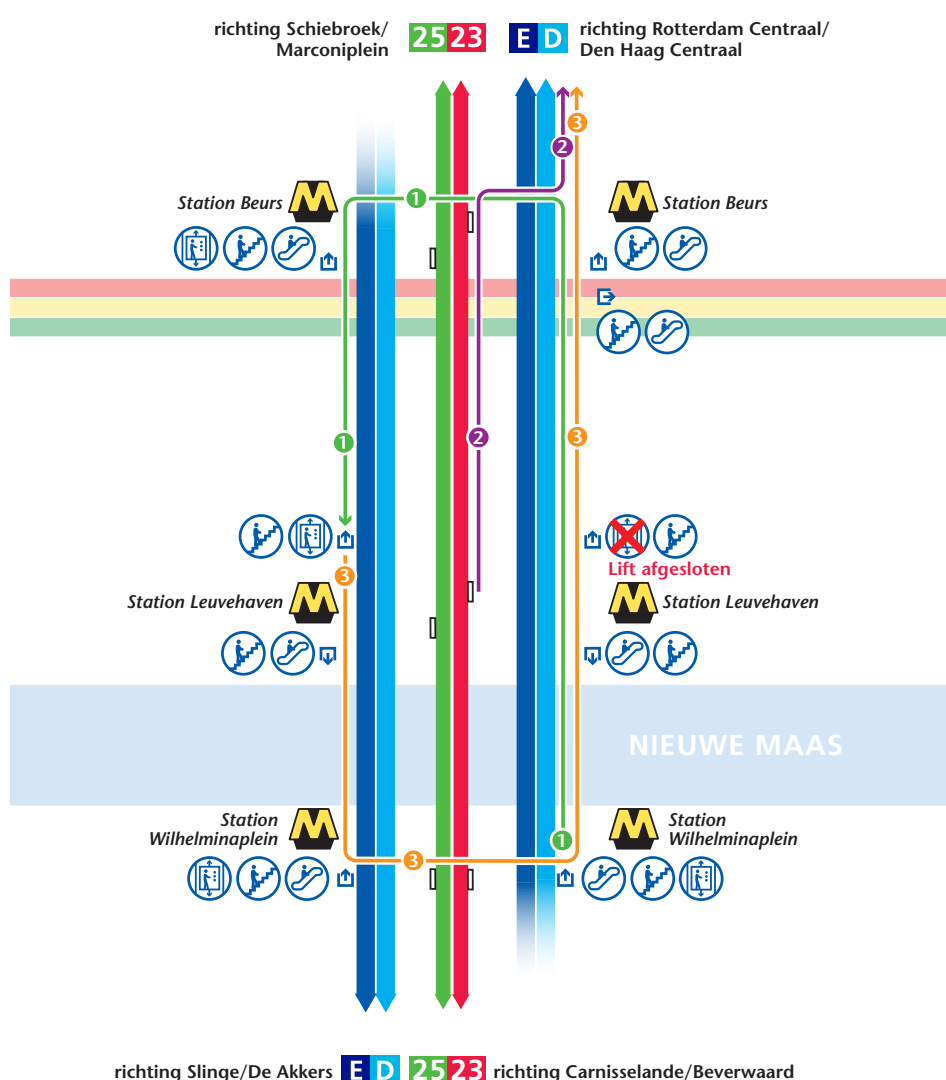 richting Schiebroek/
Marconiplein
25 23
E D
richting Rotterdam Centraal/
Den Haag Centraal
3
2
1
Station Beurs
M
M
Station Beurs
1
2
3
Lift afgesloten
3
Station Leuvehaven
M
M
Station Leuvehaven
NIEUWE MAAS
Station
Wilhelminaplein
M
1
M
Station
Wilhelminaplein
3
richting Slinge/De Akkers E D 25 23 richting Carnisselande/Beverwaard